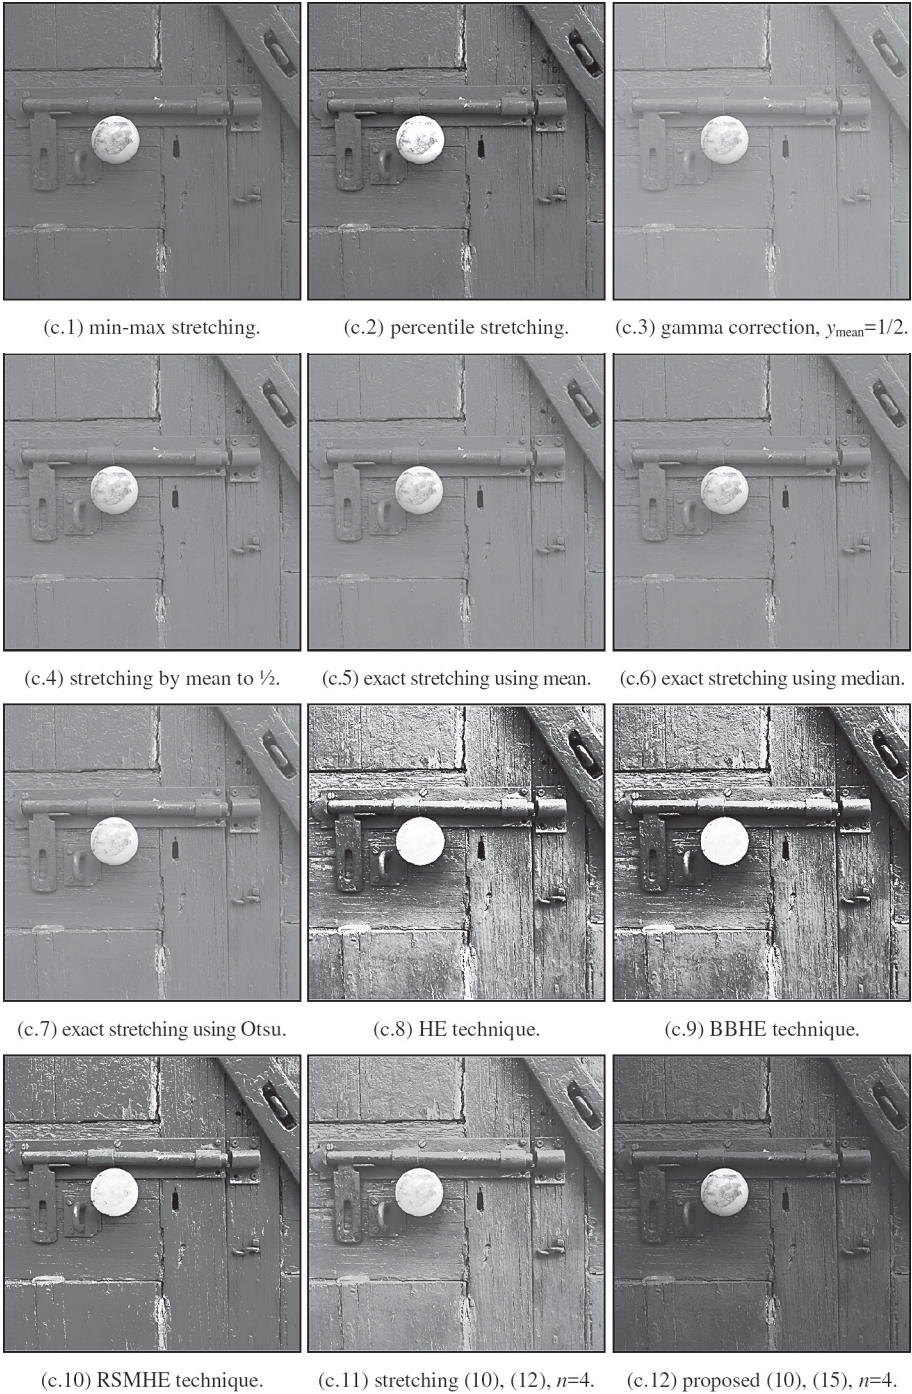 (c.1) min-max stretching.
(c.2) percentile stretching.
(c.3) gamma correction, ymean=1/2.
(c.4) stretching by mean to ½.
(c.5) exact stretching using mean.
(c.6) exact stretching using median.
(c.7) exact stretching using Otsu.
(c.8) HE technique.
(c.9) BBHE technique.
(c.10) RSMHE technique.
(c.11) stretching (10), (12), n=4.
(c.12) proposed (10), (15), n=4.